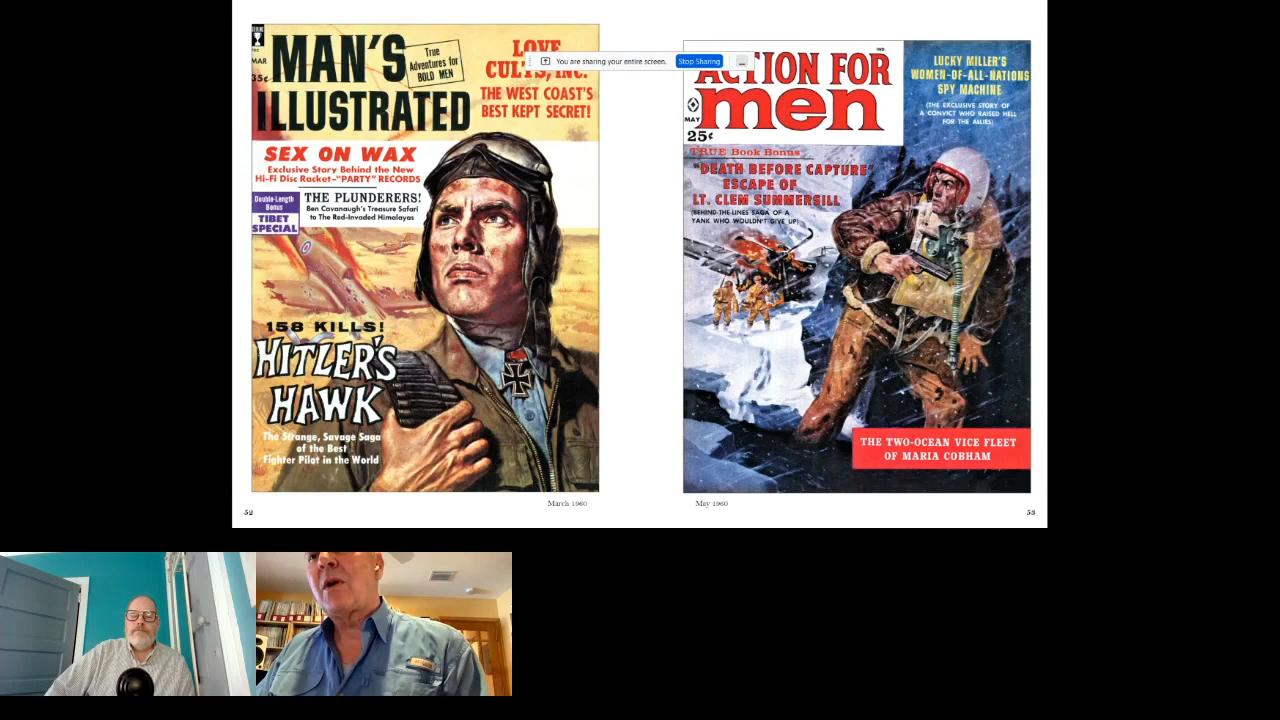 MAN'S
ILLUSTRATED
True
Adventures for
BOLD MEN
MAR
35¢
LOVE
CULTS, INC.
THE WEST COAST'S
BEST KEPT SECRET!
SEX ON WAX
Exclusive Story Behind the New
Hi-Fi Disc Racket-"PARTY" RECORDS
Double-Length
Bonus
TIBET
SPECIAL
THE PLUNDERERS!
Ben Cavanaugh's Treasure Safari
to The Red-Invaded Himalayas
158 KILLS!
HITLER'S
HAWK
The Strange, Savage Saga
of the Best
Fighter Pilot in the World
March 1960
52
You are sharing your entire screen.
Stop Sharing
ACTION FOR
men
IND.
MAY
25¢
LUCKY MILLER'S
WOMEN-OF-ALL-NATIONS
SPY MACHINE
(THE EXCLUSIVE STORY OF
A CONVICT WHO RAISED HELL
FOR THE ALLIES)
TRUE Book Bonus
"DEATH BEFORE CAPTURE"
ESCAPE OF
LT. CLEM SUMMERSILL
(BEHIND-THE-LINES SAGA OF A
YANK WHO WOULDN'T GIVE UP)
THE TWO-OCEAN VICE FLEET
OF MARIA COBHAM
May 1960
53